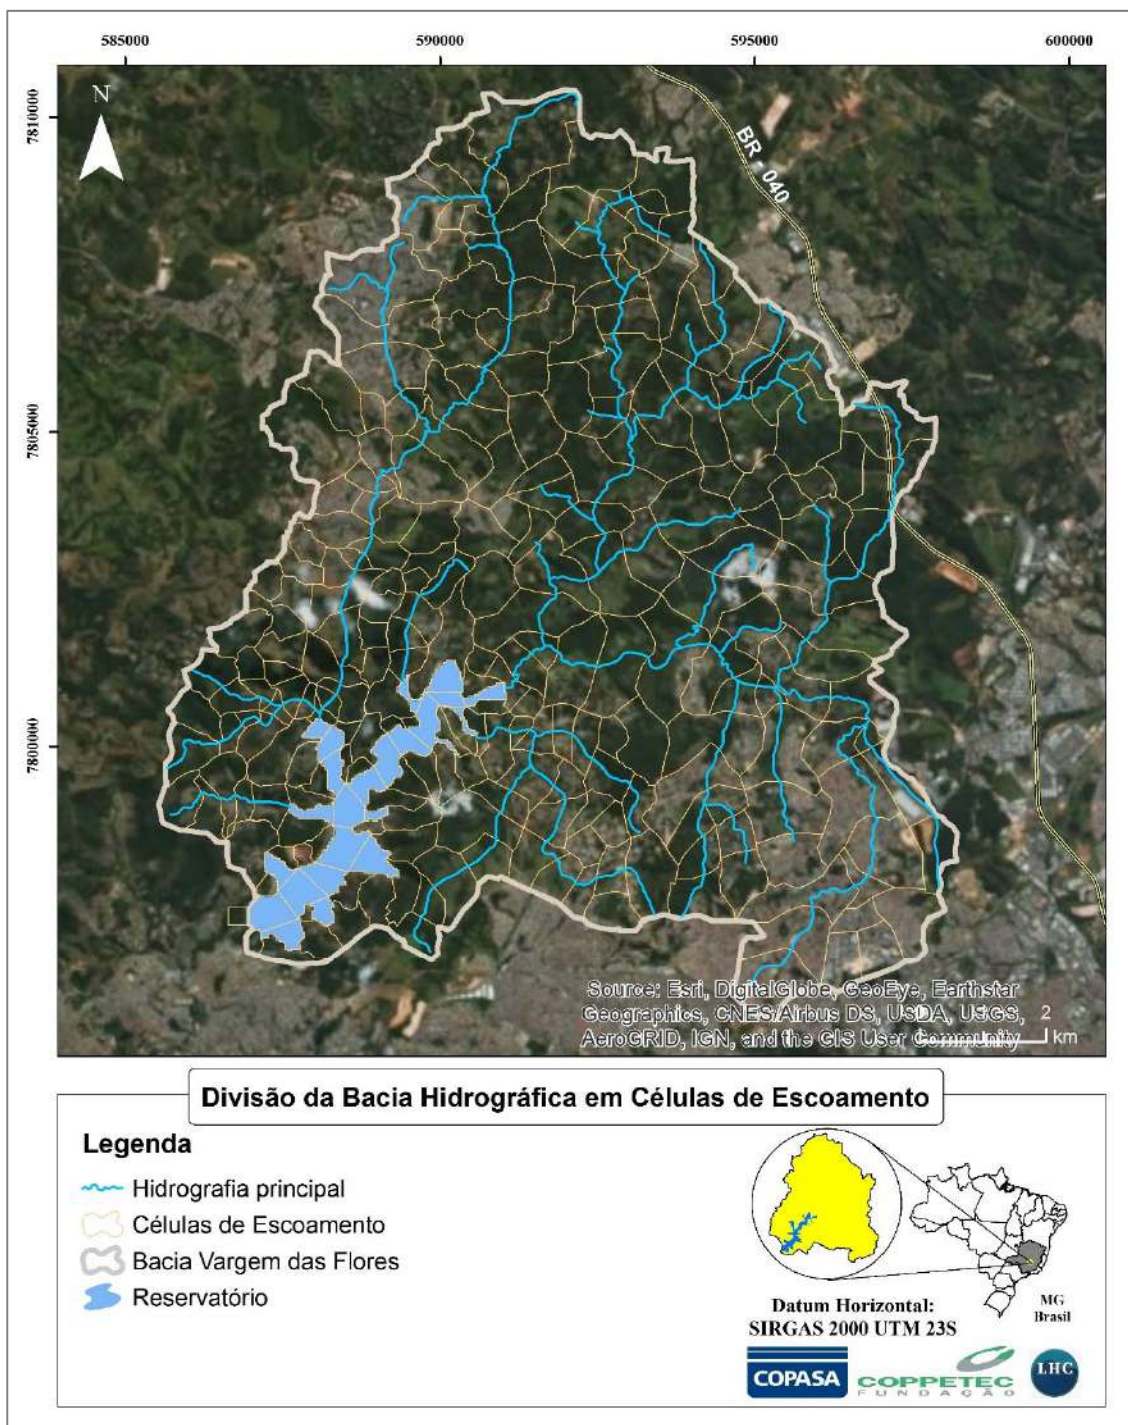 585000 590000 595000 600000
7810000
N
BR - 040
7805000
7800000
Source: Esri, DigitalGlobe, GeoEye, Earthstar
Geographics, CNES/Airbus DS, USDA, USGS,
AeroGRID, IGN, and the GIS User Community
2
km
Divisão da Bacia Hidrográfica em Células de Escoamento
Legenda
Hidrografia principal
Células de Escoamento
Bacia Vargem das Flores
Reservatório
MG
Brasil
Datum Horizontal:
SIRGAS 2000 UTM 23S
COPASA
COPPETEC
FUNDAÇÃO
LHC